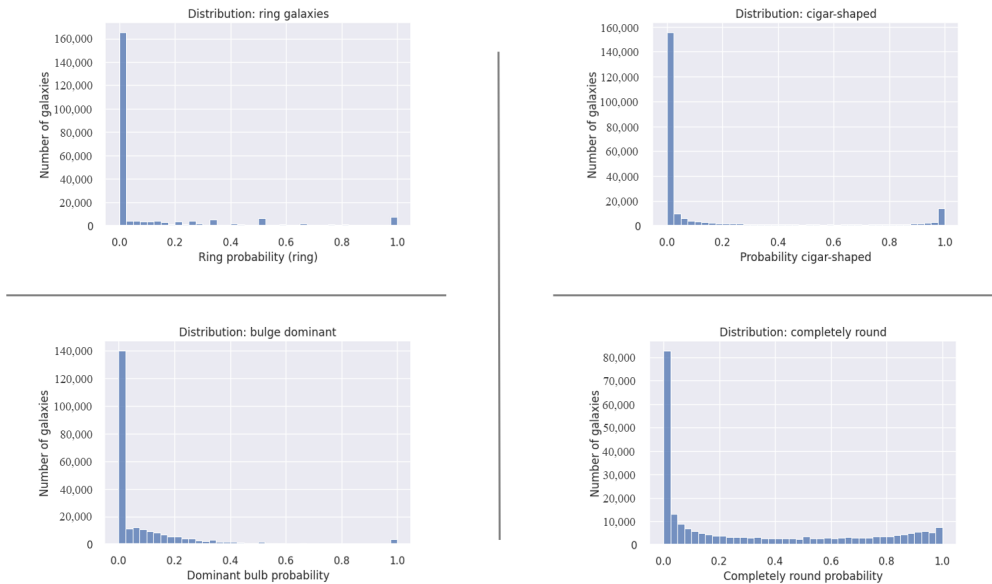 Distribution: ring galaxies
160,000
140,000
120,000
100,000
80,000
60,000
40,000
20,000
0
Number of galaxies
0.0 0.2 0.4 0.6 0.8 1.0
Ring probability (ring)
Distribution: cigar-shaped
160,000
140,000
120,000
100,000
80,000
60,000
40,000
20,000
0
Number of galaxies
0.0 0.2 0.4 0.6 0.8 1.0
Probability cigar-shaped
Distribution: bulge dominant
140,000
120,000
100,000
80,000
60,000
40,000
20,000
0
Number of galaxies
0.0 0.2 0.4 0.6 0.8 1.0
Dominant bulb probability
Distribution: completely round
80,000
70,000
60,000
50,000
40,000
30,000
20,000
10,000
0
Number of galaxies
0.0 0.2 0.4 0.6 0.8 1.0
Completely round probability